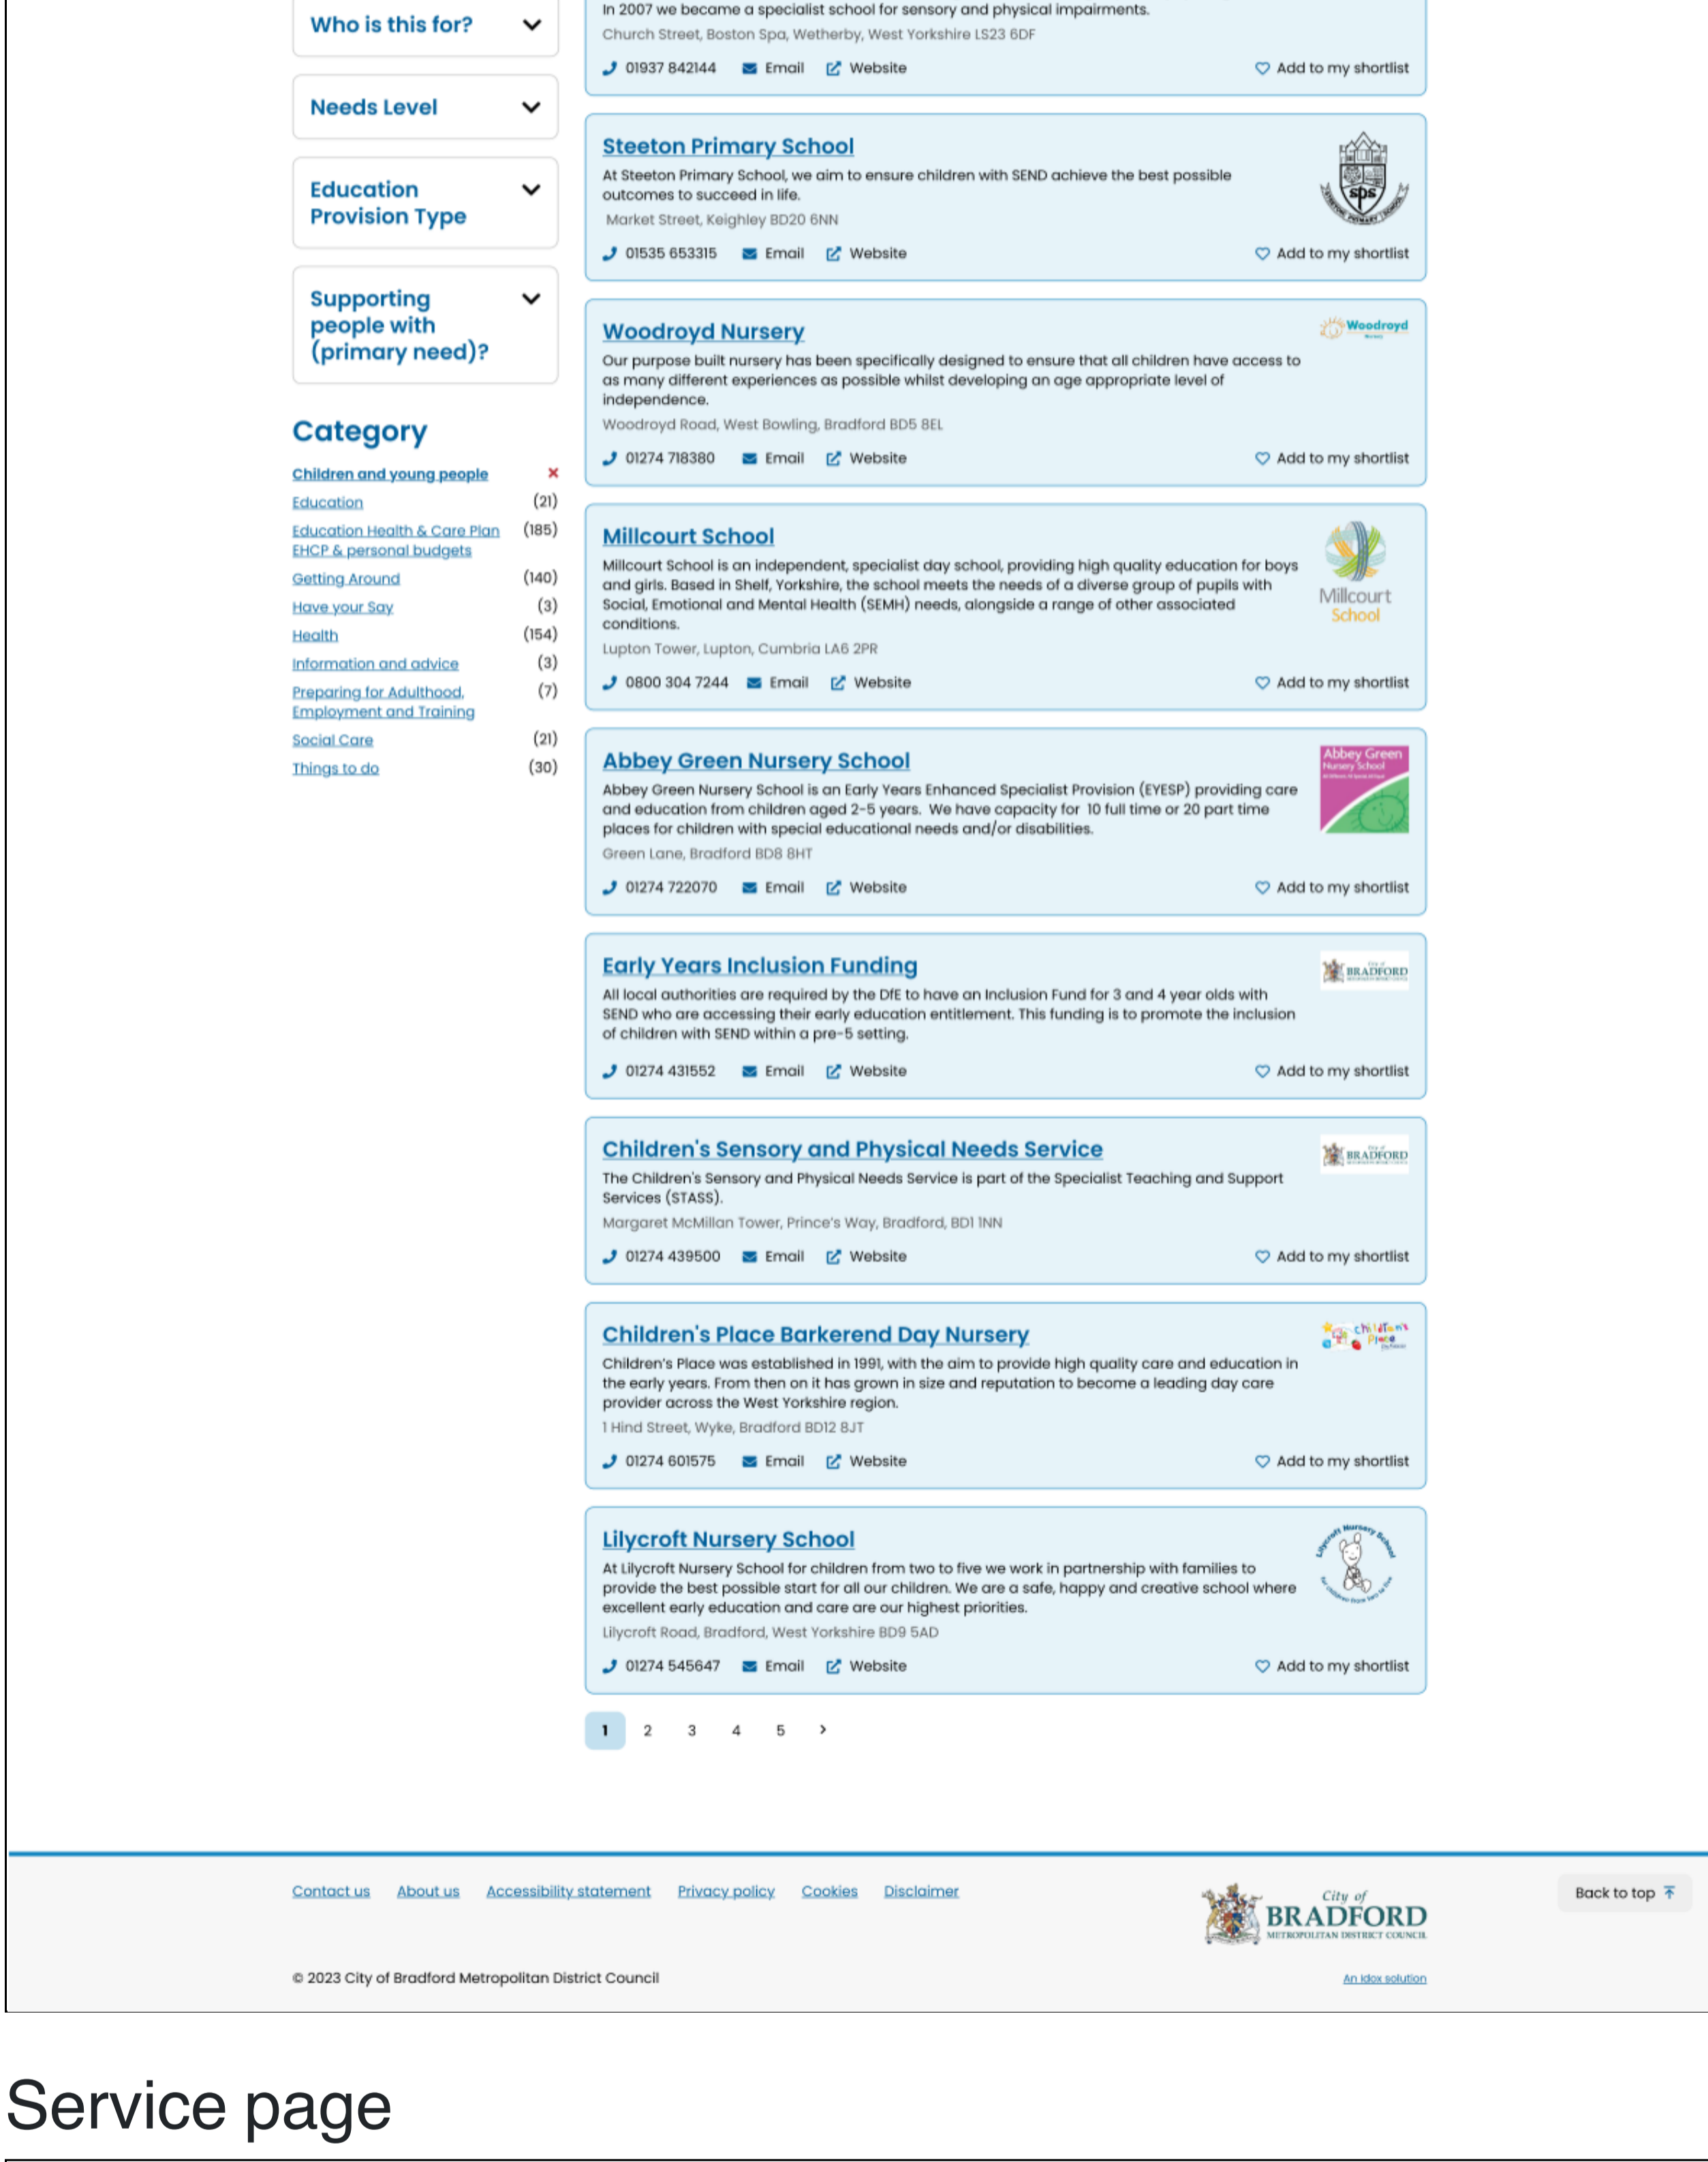 Who is this for?
Needs Level
Education
Provision Type
Supporting
people with
(primary need)?
Category
Children and young people
Education (21)
Education Health & Care Plan (185)
EHCP & personal budgets
Getting Around (140)
Have your Say (3)
Health (154)
Information and advice (3)
Preparing for Adulthood, (7)
Employment and Training
Social Care (21)
Things to do (30)
In 2007 we became a specialist school for sensory and physical impairments.
Church Street, Boston Spa, Wetherby, West Yorkshire LS23 6DF
01937 842144 Email Website Add to my shortlist
Steeton Primary School
At Steeton Primary School, we aim to ensure children with SEND achieve the best possible
outcomes to succeed in life.
Market Street, Keighley BD20 6NN
01535 653315 Email Website Add to my shortlist
sps
Woodroyd Nursery
Our purpose built nursery has been specifically designed to ensure that all children have access to
as many different experiences as possible whilst developing an age appropriate level of
independence.
Woodroyd Road, West Bowling, Bradford BD5 8EL
01274 718380 Email Website Add to my shortlist
Woodroyd
Nursery
Millcourt School
Millcourt School is an independent, specialist day school, providing high quality education for boys
and girls. Based in Shelf, Yorkshire, the school meets the needs of a diverse group of pupils with
Social, Emotional and Mental Health (SEMH) needs, alongside a range of other associated
conditions.
Lupton Tower, Lupton, Cumbria LA6 2PR
0800 304 7244 Email Website Add to my shortlist
Millcourt
School
Abbey Green Nursery School
Abbey Green Nursery School is an Early Years Enhanced Specialist Provision (EYESP) providing care
and education from children aged 2-5 years. We have capacity for 10 full time or 20 part time
places for children with special educational needs and/or disabilities.
Green Lane, Bradford BD8 8HT
01274 722070 Email Website Add to my shortlist
Abbey Green
Nursery School
Early Years Inclusion Funding
All local authorities are required by the DfE to have an Inclusion Fund for 3 and 4 year olds with
SEND who are accessing their early education entitlement. This funding is to promote the inclusion
of children with SEND within a pre-5 setting.
01274 431552 Email Website Add to my shortlist
City of
BRADFORD
Children's Sensory and Physical Needs Service
The Children's Sensory and Physical Needs Service is part of the Specialist Teaching and Support
Services (STASS).
Margaret McMillan Tower, Prince's Way, Bradford, BD1 1NN
01274 439500 Email Website Add to my shortlist
City of
BRADFORD
Children's Place Barkerend Day Nursery
Children's Place was established in 1991, with the aim to provide high quality care and education in
the early years. From then on it has grown in size and reputation to become a leading day care
provider across the West Yorkshire region.
1 Hind Street, Wyke, Bradford BD12 8JT
01274 601575 Email Website Add to my shortlist
Children's
Place
Lilycroft Nursery School
At Lilycroft Nursery School for children from two to five we work in partnership with families to
provide the best possible start for all our children. We are a safe, happy and creative school where
excellent early education and care are our highest priorities.
Lilycroft Road, Bradford, West Yorkshire BD9 5AD
01274 545647 Email Website Add to my shortlist
Lilycroft Nursery School
for children from two to five
1 2 3 4 5
Contact us About us Accessibility statement Privacy policy Cookies Disclaimer
City of
BRADFORD
METROPOLITAN DISTRICT COUNCIL
Back to top
© 2023 City of Bradford Metropolitan District Council
An Idox solution
Service page